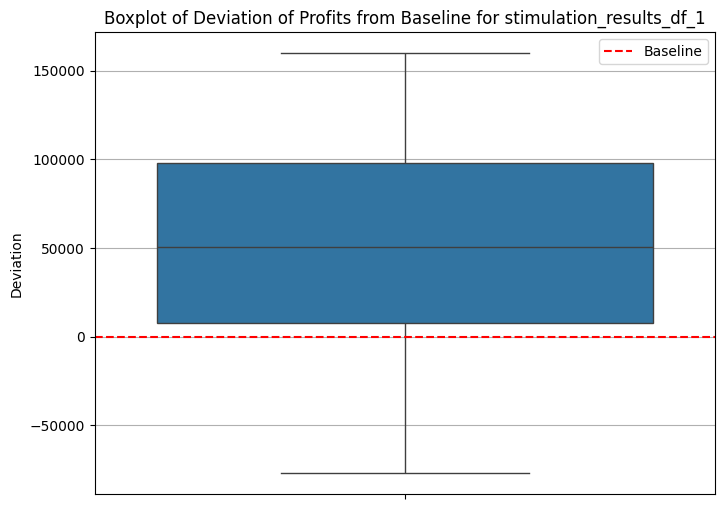 Boxplot of Deviation of Profits from Baseline for stimulation_results_df_1
Baseline
150000
100000
50000
0
−50000
Deviation